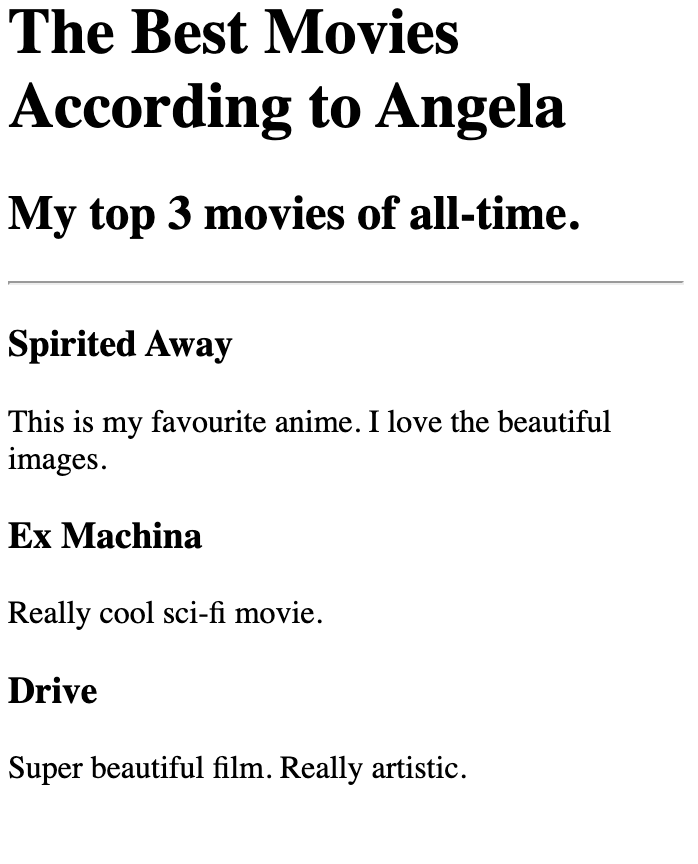 The Best Movies
According to Angela
My top 3 movies of all-time.
Spirited Away
This is my favourite anime. I love the beautiful
images.
Ex Machina
Really cool sci-fi movie.
Drive
Super beautiful film. Really artistic.